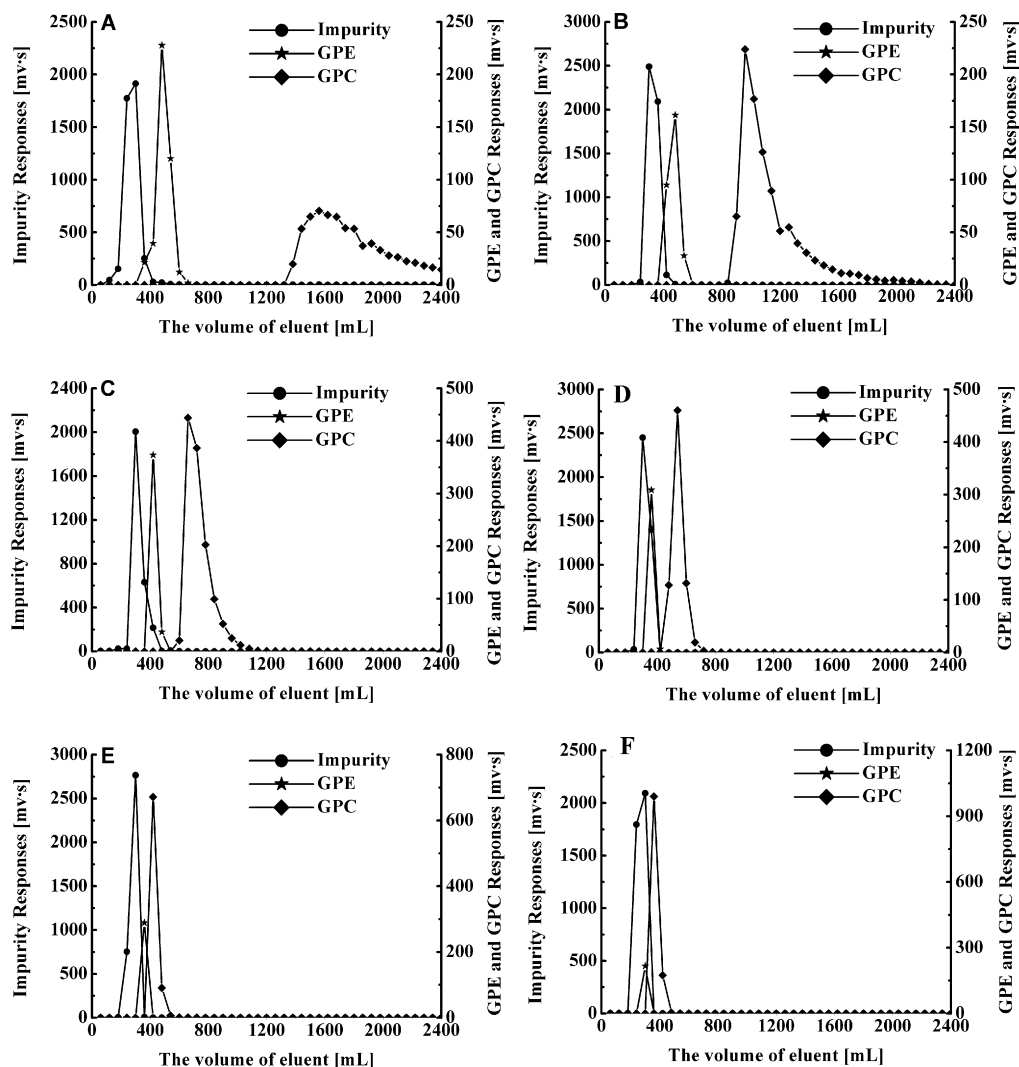 A
Impurity
GPE
GPC
2500
2000
1500
1000
500
0
250
200
150
100
50
0
0 400 800 1200 1600 2000 2400
Impurity Responses [mv·s]
GPE and GPC Responses [mv·s]
The volume of eluent [mL]
B
Impurity
GPE
GPC
3000
2500
2000
1500
1000
500
0
250
200
150
100
50
0
0 400 800 1200 1600 2000 2400
Impurity Responses [mv·s]
GPE and GPC Responses [mv·s]
The volume of eluent [mL]
C
Impurity
GPE
GPC
2400
2000
1600
1200
800
400
0
500
400
300
200
100
0
0 400 800 1200 1600 2000 2400
Impurity Responses [mv·s]
GPE and GPC Responses [mv·s]
The volume of eluent [mL]
D
Impurity
GPE
GPC
3000
2500
2000
1500
1000
500
0
500
400
300
200
100
0
0 400 800 1200 1600 2000 2400
Impurity Responses [mv·s]
GPE and GPC Responses [mv·s]
The volume of eluent [mL]
E
Impurity
GPE
GPC
3000
2500
2000
1500
1000
500
0
800
600
400
200
0
0 400 800 1200 1600 2000 2400
Impurity Responses [mv·s]
GPE and GPC Responses [mv·s]
The volume of eluent [mL]
F
Impurity
GPE
GPC
2500
2000
1500
1000
500
0
1200
900
600
300
0
0 400 800 1200 1600 2000 2400
Impurity Responses [mv·s]
GPE and GPC Responses [mv·s]
The volume of eluent [mL]